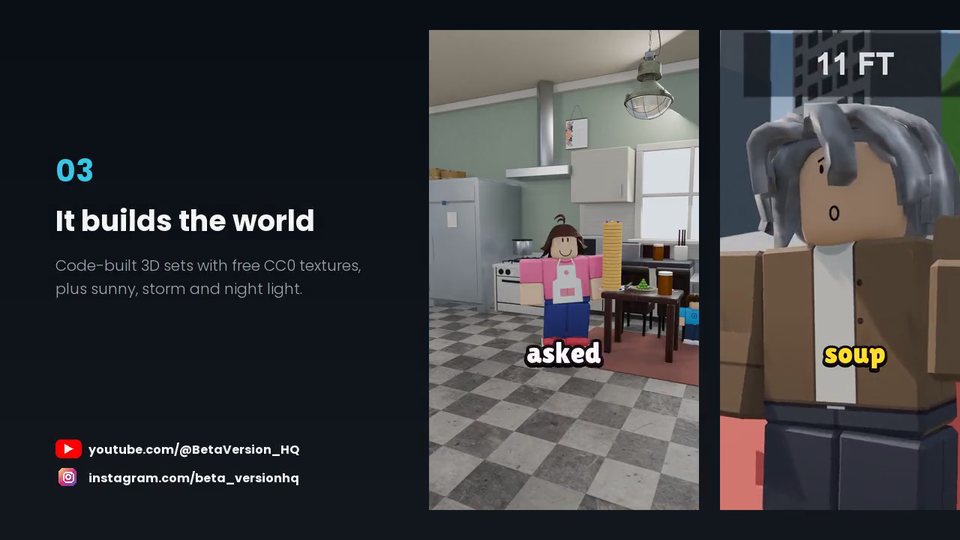 03
It builds the world
Code-built 3D sets with free CC0 textures,
plus sunny, storm and night light.
youtube.com/@BetaVersion_HQ
instagram.com/beta_versionhq
asked
11 FT
soup